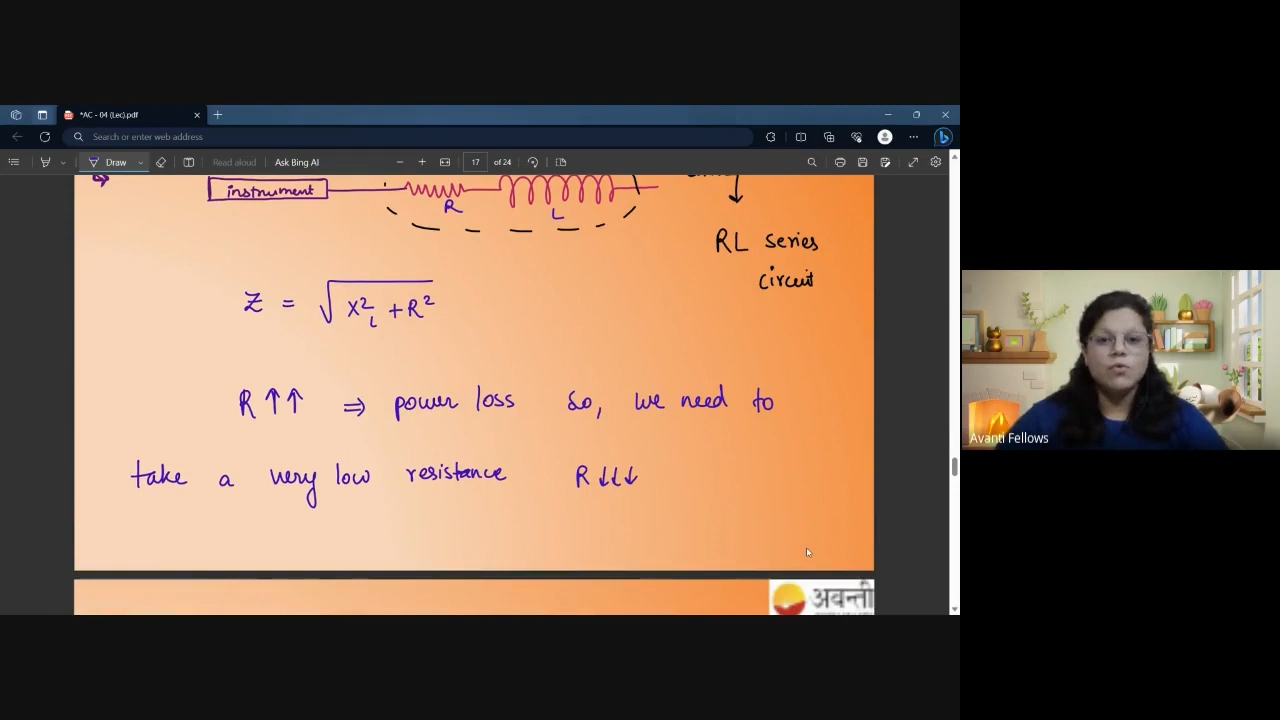 *AC - 04 (Lec).pdf
Search or enter web address
Draw
Read aloud
Ask Bing AI
17 of 24
instrument
R
L
RL series
circuit
Z = √X²L + R²
R ↑↑ ⇒ power loss so, we need to
take a very low resistance R ↓↓↓
अवन्ती
Avanti Fellows